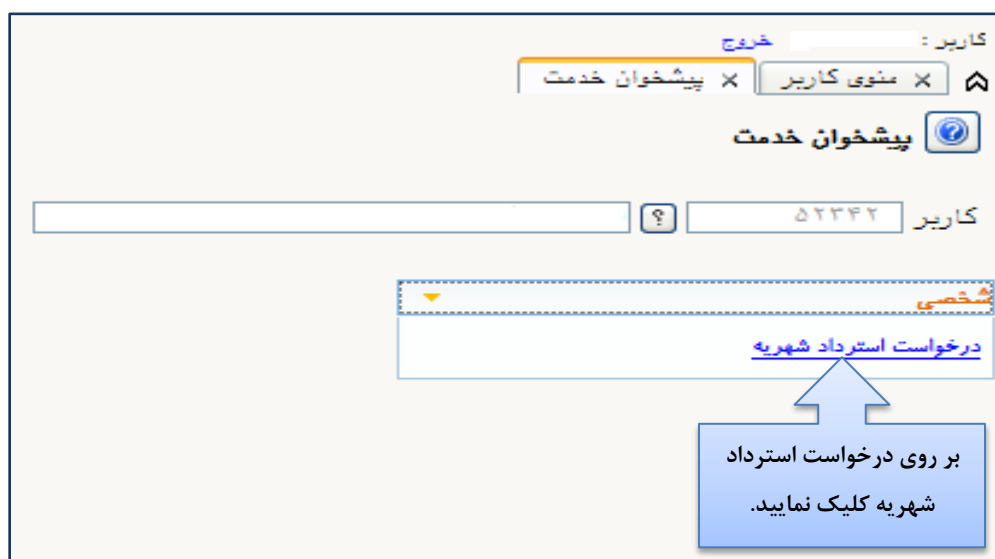 کاربر : خروج
منوی کاربر × پیشخوان خدمت ×
پیشخوان خدمت
کاربر ۵۲۳۴۲ ؟
شخصی
درخواست استرداد شهریه
بر روی درخواست استرداد
شهریه کلیک نمایید.